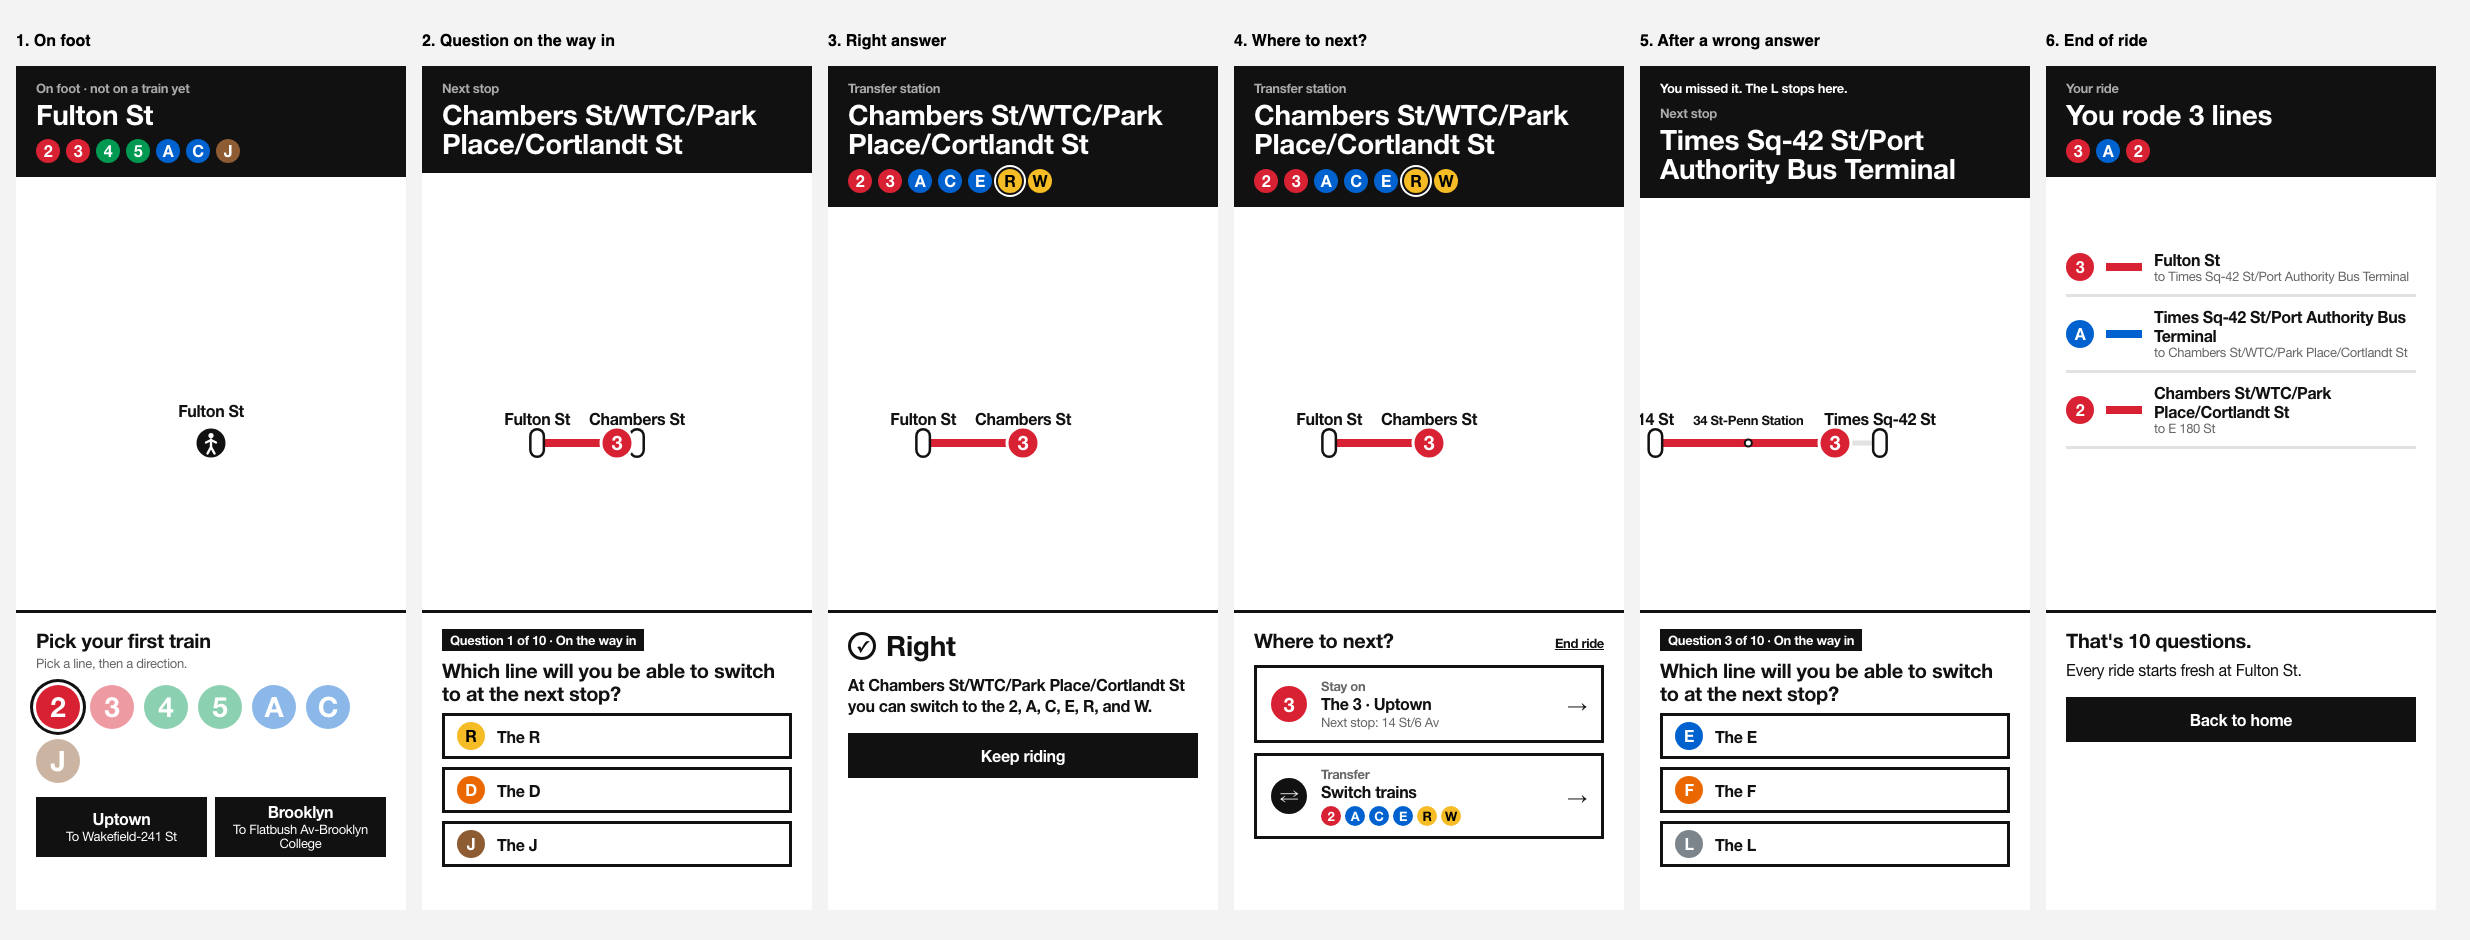 1. On foot
On foot · not on a train yet
Fulton St
2 3 4 5 A C J
Fulton St
Pick your first train
Pick a line, then a direction.
2 3 4 5 A C
J
Uptown
To Wakefield-241 St
Brooklyn
To Flatbush Av-Brooklyn
College
2. Question on the way in
Next stop
Chambers St/WTC/Park
Place/Cortlandt St
Fulton St Chambers St
3
Question 1 of 10 · On the way in
Which line will you be able to switch
to at the next stop?
R The R
D The D
J The J
3. Right answer
Transfer station
Chambers St/WTC/Park
Place/Cortlandt St
2 3 A C E R W
Fulton St Chambers St
3
Right
At Chambers St/WTC/Park Place/Cortlandt St
you can switch to the 2, A, C, E, R, and W.
Keep riding
4. Where to next?
Transfer station
Chambers St/WTC/Park
Place/Cortlandt St
2 3 A C E R W
Fulton St Chambers St
3
Where to next? End ride
Stay on
3 The 3 · Uptown →
Next stop: 14 St/6 Av
Transfer
Switch trains →
2 A C E R W
5. After a wrong answer
You missed it. The L stops here.
Next stop
Times Sq-42 St/Port
Authority Bus Terminal
14 St 34 St-Penn Station Times Sq-42 St
3
Question 3 of 10 · On the way in
Which line will you be able to switch
to at the next stop?
E The E
F The F
L The L
6. End of ride
Your ride
You rode 3 lines
3 A 2
3 Fulton St
to Times Sq-42 St/Port Authority Bus Terminal
A Times Sq-42 St/Port Authority Bus
Terminal
to Chambers St/WTC/Park Place/Cortlandt St
2 Chambers St/WTC/Park
Place/Cortlandt St
to E 180 St
That's 10 questions.
Every ride starts fresh at Fulton St.
Back to home